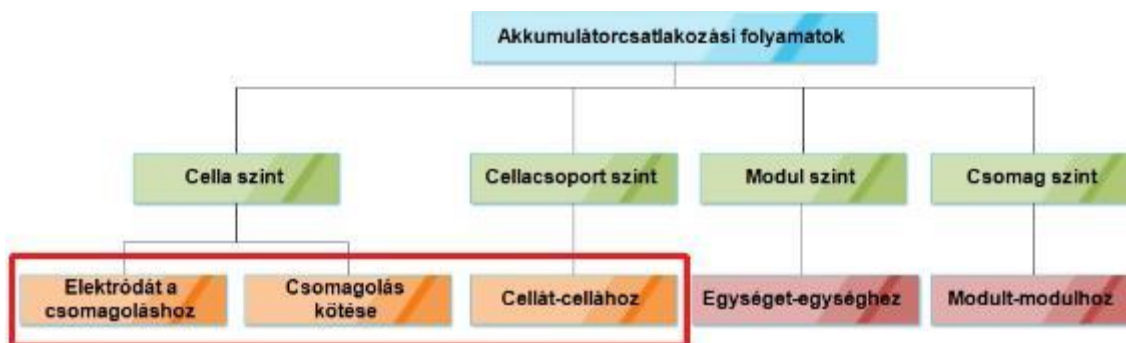 Akkumulátorcsatlakozási folyamatok
Cella szint
Cellacsoport szint
Modul szint
Csomag szint
Elektródát a
csomagoláshoz
Csomagolás
kötése
Cellát-cellához
Egységet-egységhez
Modult-modulhoz